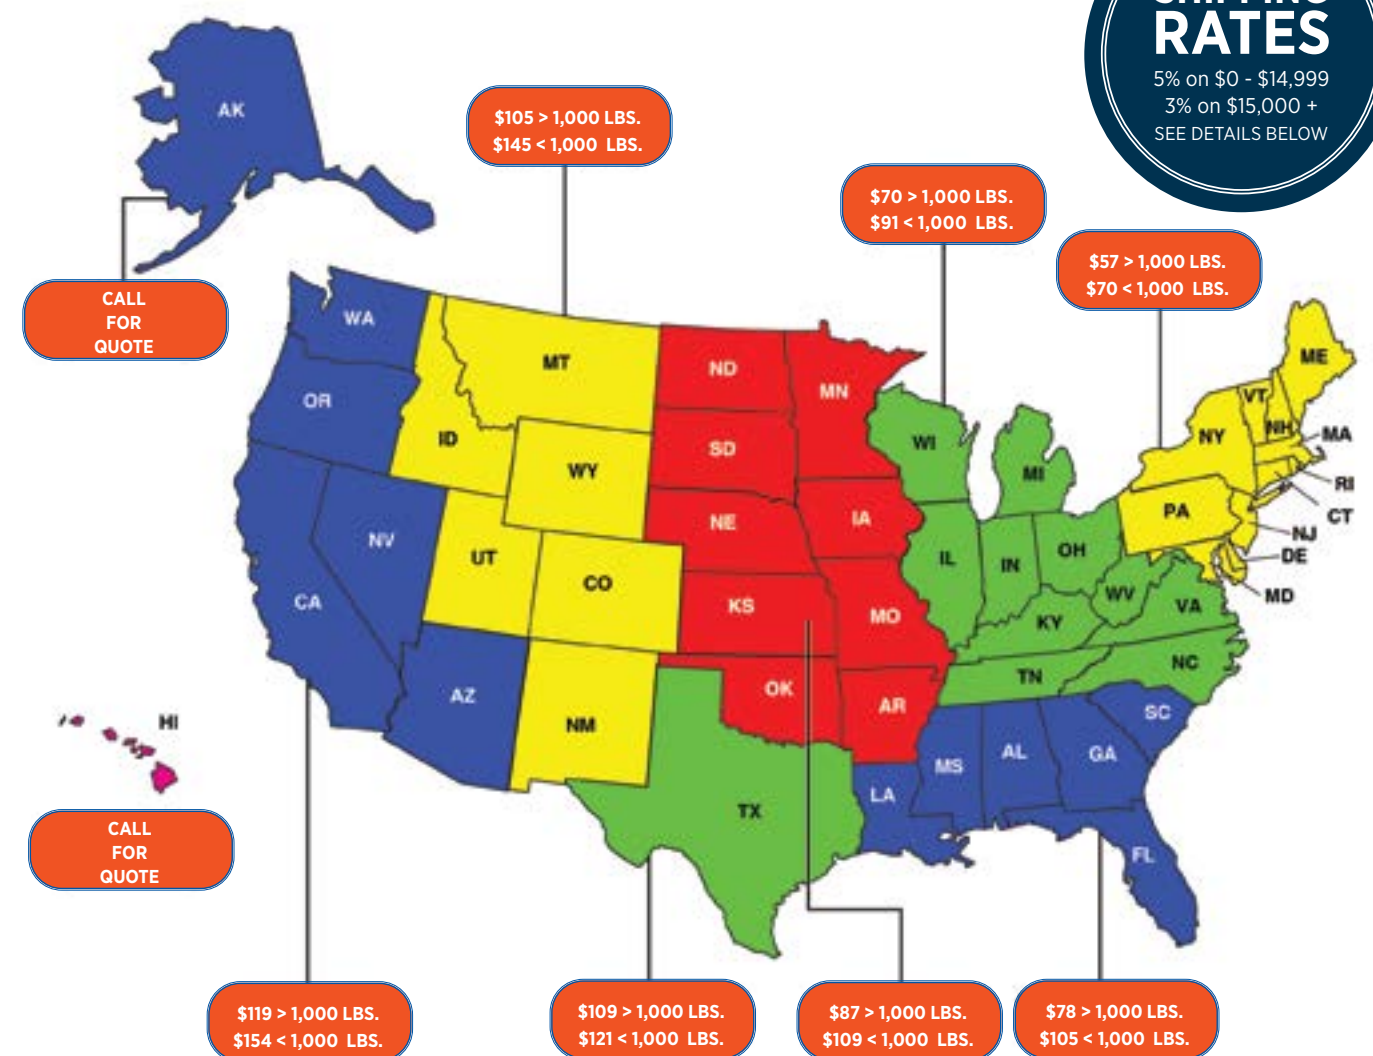 RATES
5% on $0 - $14,999
3% on $15,000 +
SEE DETAILS BELOW
AK
$105 > 1,000 LBS.
$145 < 1,000 LBS.
$70 > 1,000 LBS.
$91 < 1,000 LBS.
$57 > 1,000 LBS.
$70 < 1,000 LBS.
CALL
FOR
QUOTE
WA
MT
ND
MN
ME
VT
NH
OR
ID
WY
SD
WI
MI
NY
MA
RI
CT
NJ
DE
MD
PA
NE
IA
IL
IN
OH
NV
UT
CO
CA
KS
MO
KY
WV
VA
NC
TN
AZ
NM
OK
AR
SC
HI
TX
LA
MS
AL
GA
FL
CALL
FOR
QUOTE
$119 > 1,000 LBS.
$154 < 1,000 LBS.
$109 > 1,000 LBS.
$121 < 1,000 LBS.
$87 > 1,000 LBS.
$109 < 1,000 LBS.
$78 > 1,000 LBS.
$105 < 1,000 LBS.